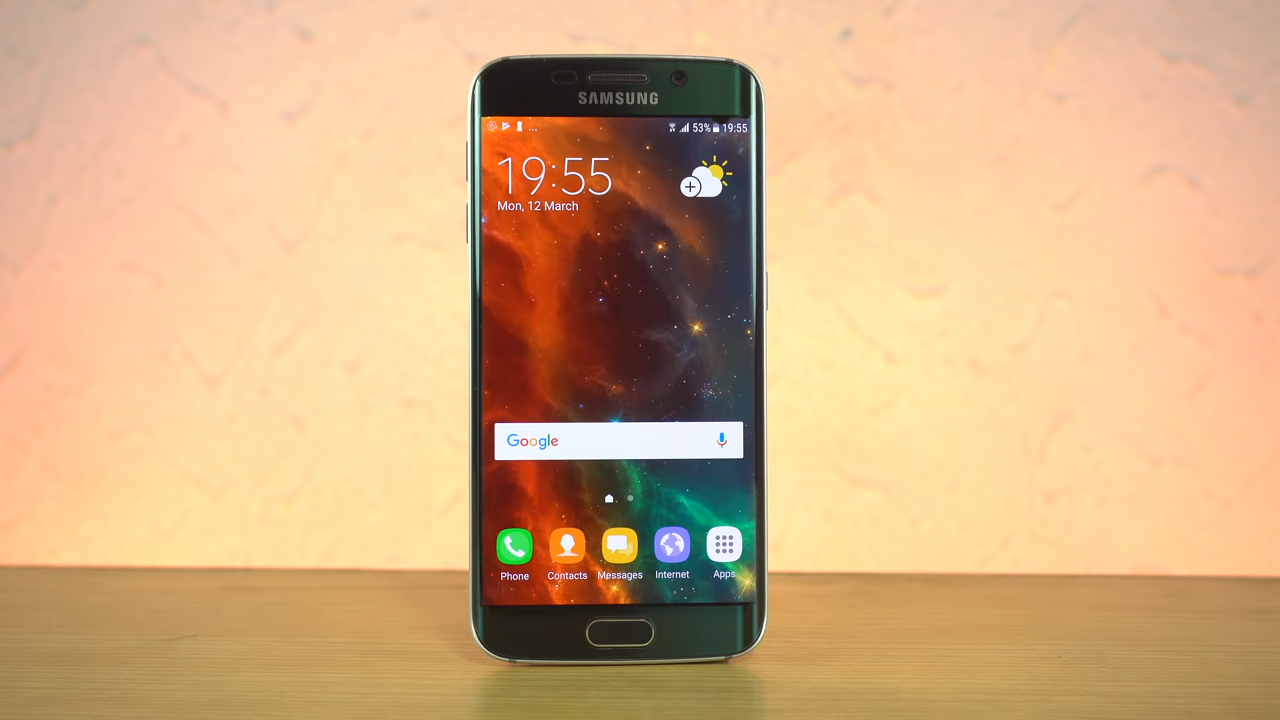 SAMSUNG
... 53% 19:55
19:55
Mon, 12 March
Google
Phone Contacts Messages Internet Apps